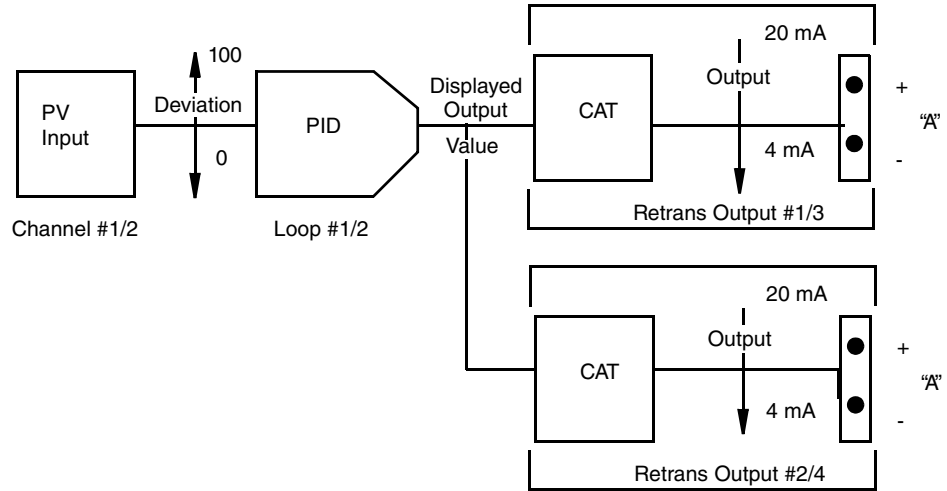 PV
Input
Channel #1/2
100
Deviation
0
PID
Loop #1/2
Displayed
Output
Value
20 mA
CAT
Output
4 mA
+
"A"
-
Retrans Output #1/3
20 mA
CAT
Output
4 mA
+
"A"
-
Retrans Output #2/4